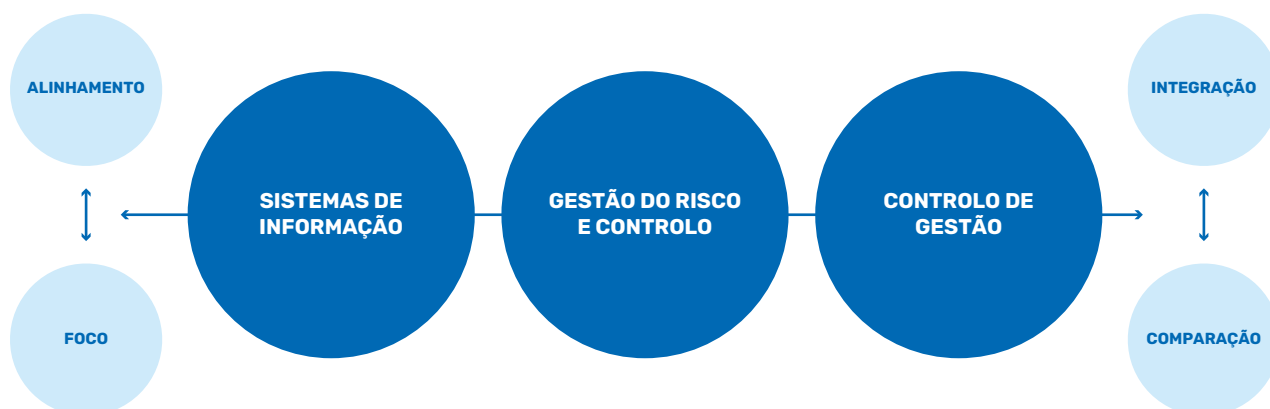 ALINHAMENTO
FOCO
SISTEMAS DE
INFORMAÇÃO
GESTÃO DO RISCO
E CONTROLO
CONTROLO DE
GESTÃO
INTEGRAÇÃO
COMPARAÇÃO